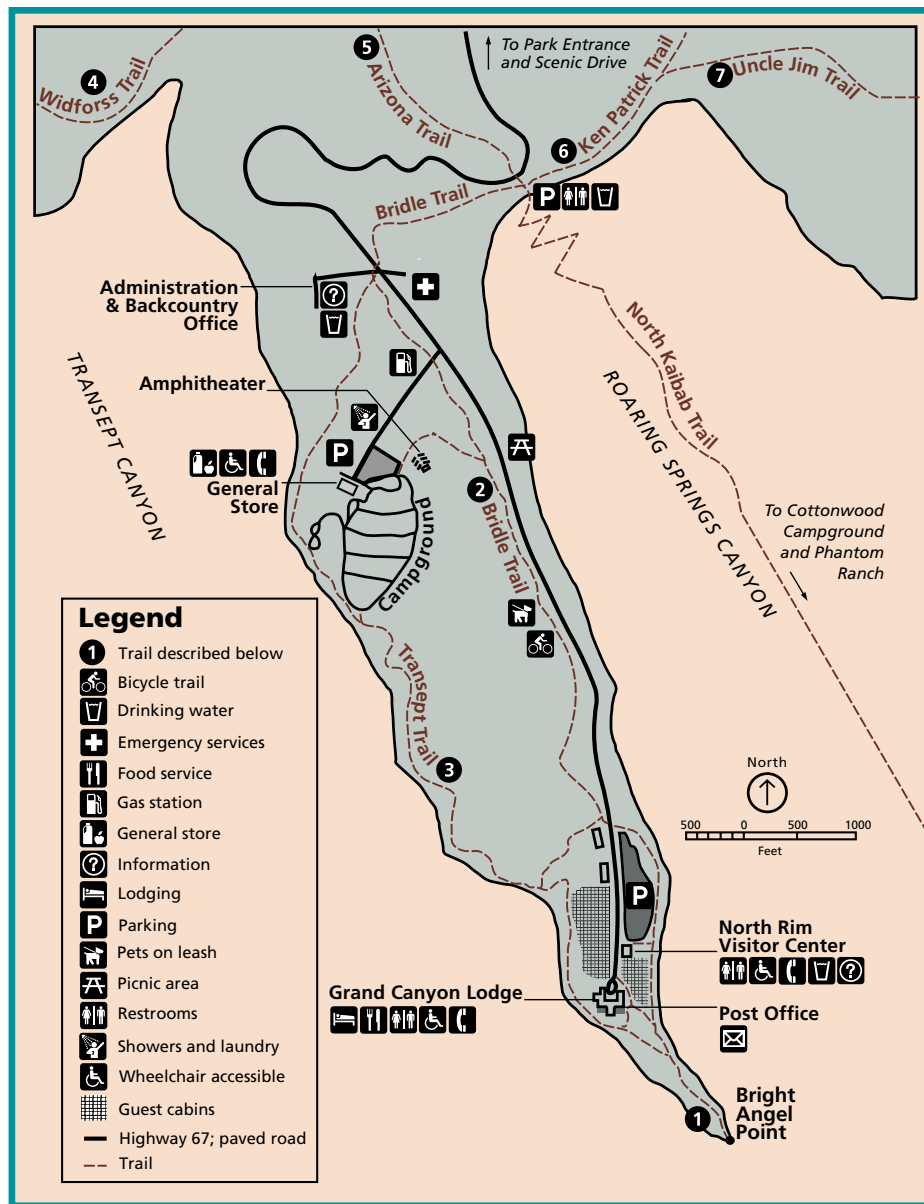 4
Widforss Trail
5
Arizona Trail
To Park Entrance
and Scenic Drive
Ken Patrick Trail
7
Uncle Jim Trail
6
P
Bridle Trail
Administration
& Backcountry
Office
?
TRANSEPT CANYON
Amphitheater
P
General
Store
Campground
2
Bridle Trail
North Kaibab Trail
ROARING SPRINGS CANYON
To Cottonwood
Campground
and Phantom
Ranch
Transept Trail
3
Legend
1 Trail described below
Bicycle trail
Drinking water
Emergency services
Food service
Gas station
General store
? Information
Lodging
P Parking
Pets on leash
Picnic area
Restrooms
Showers and laundry
Wheelchair accessible
Guest cabins
Highway 67; paved road
Trail
North
500 0 500 1000
Feet
P
North Rim
Visitor Center
?
Grand Canyon Lodge
Post Office
1
Bright
Angel
Point